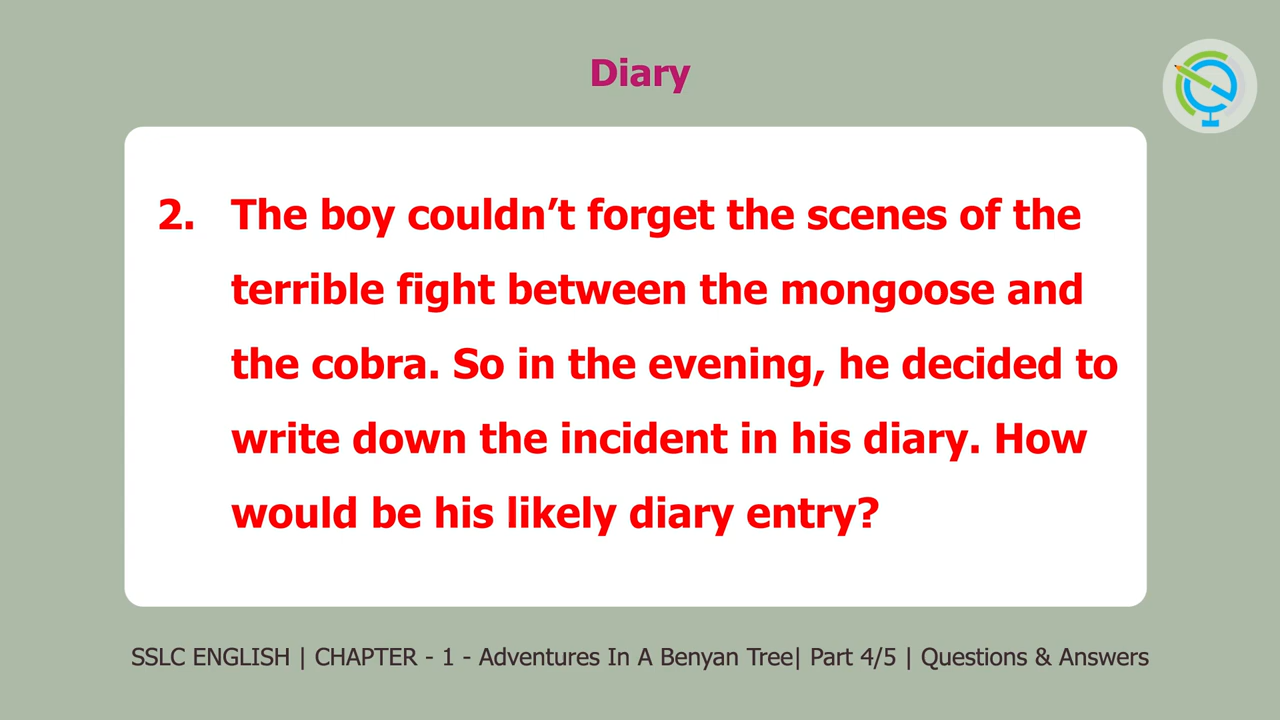 Diary
2. The boy couldn’t forget the scenes of the
terrible fight between the mongoose and
the cobra. So in the evening, he decided to
write down the incident in his diary. How
would be his likely diary entry?
SSLC ENGLISH | CHAPTER - 1 - Adventures In A Benyan Tree| Part 4/5 | Questions & Answers